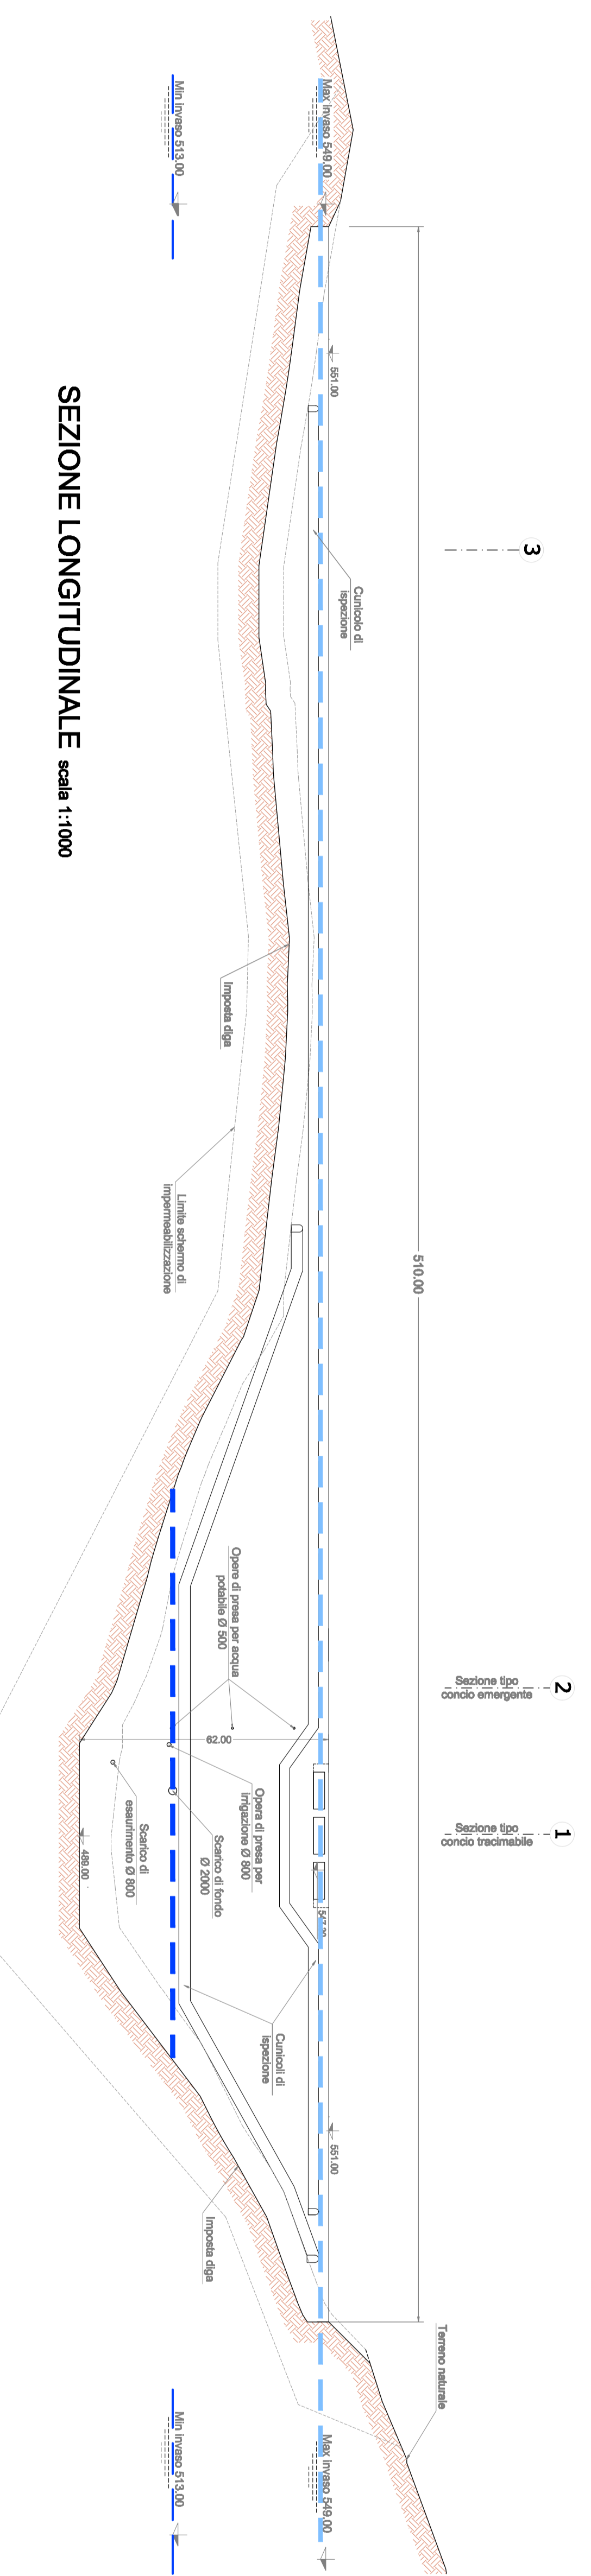 Min invaso 513.00
Max invaso 549.00
551.00
SEZIONE LONGITUDINALE scala 1:1000
3
Cunicolo di
ispezione
Imposta diga
Limite schermo di
impermeabilizzazione
510.00
Opere di presa per acqua
potabile Ø 500
2
Sezione tipo
concio emergente
62.00
Opera di presa per
irrigazione Ø 800
1
Sezione tipo
concio tracimabile
Scarico di
esaurimento Ø 800
Scarico di fondo
Ø 2000
489.00
Cunicoli di
ispezione
551.00
Imposta diga
Terreno naturale
Min invaso 513.00
Max invaso 549.00